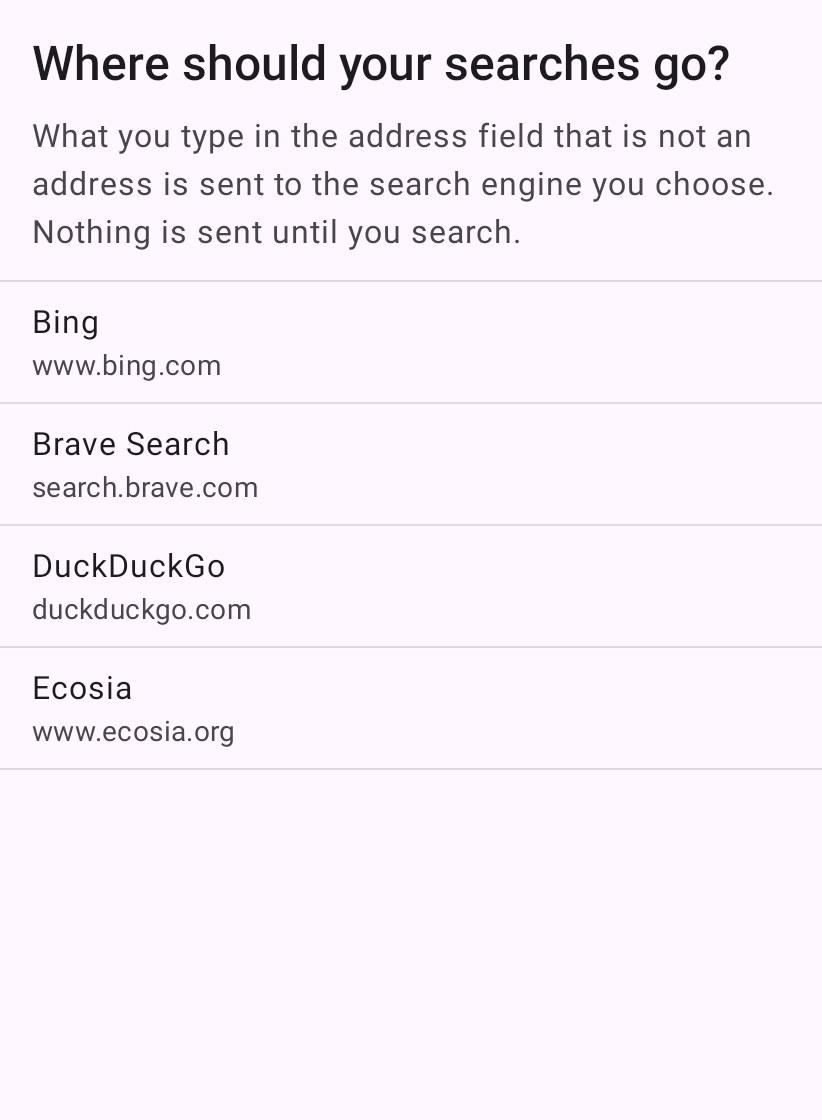 Where should your searches go?
What you type in the address field that is not an
address is sent to the search engine you choose.
Nothing is sent until you search.
Bing
www.bing.com
Brave Search
search.brave.com
DuckDuckGo
duckduckgo.com
Ecosia
www.ecosia.org